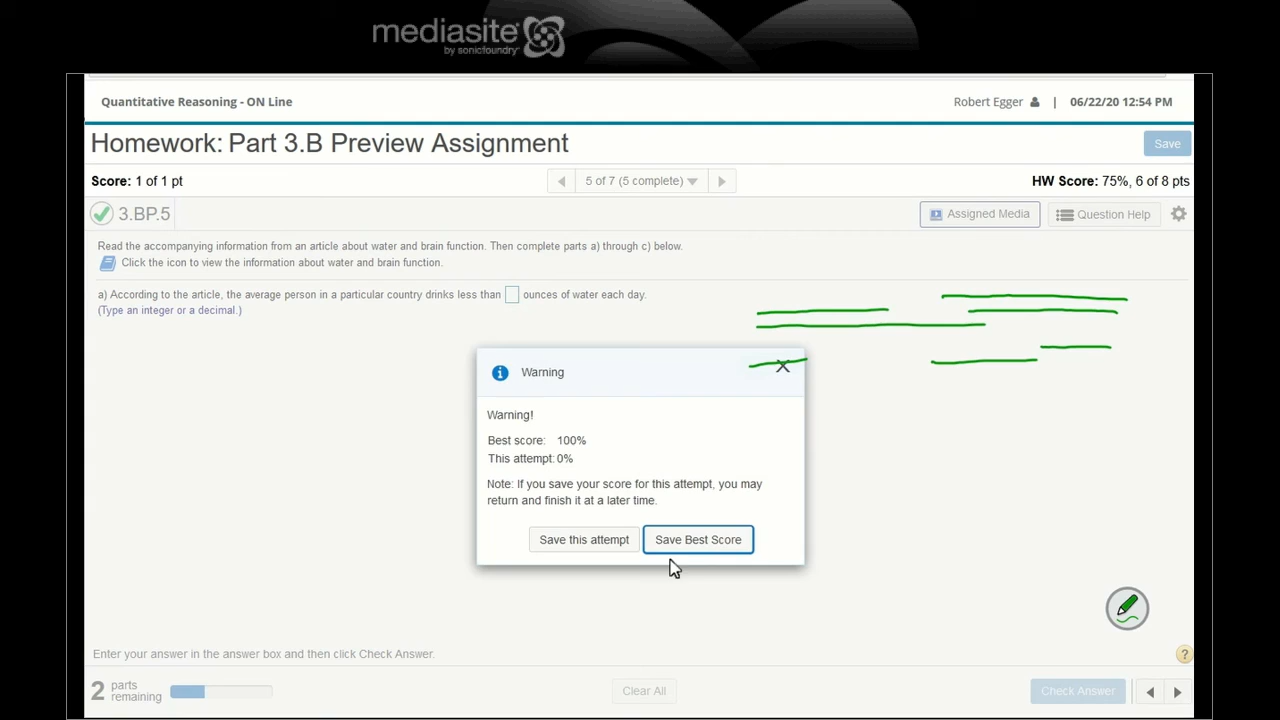 mediasite
by sonicfoundry
Quantitative Reasoning - ON Line
Robert Egger | 06/22/20 12:54 PM
Homework: Part 3.B Preview Assignment
Save
Score: 1 of 1 pt
5 of 7 (5 complete)
HW Score: 75%, 6 of 8 pts
3.BP.5
Assigned Media
Question Help
Read the accompanying information from an article about water and brain function. Then complete parts a) through c) below.
Click the icon to view the information about water and brain function.
a) According to the article, the average person in a particular country drinks less than ounces of water each day.
(Type an integer or a decimal.)
Warning
Warning!
Best score: 100%
This attempt: 0%
Note: If you save your score for this attempt, you may
return and finish it at a later time.
Save this attempt
Save Best Score
Enter your answer in the answer box and then click Check Answer.
?
2 parts
remaining
Clear All
Check Answer